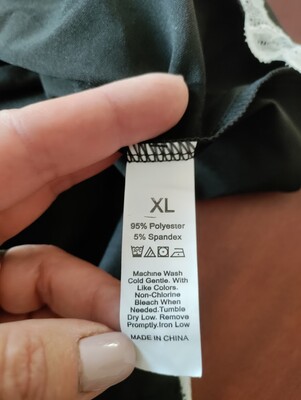 XL
95% Polyester
5% Spandex
Machine Wash
Cold Gentle. With
Like Colors.
Non-Chlorine
Bleach When
Needed.Tumble
Dry Low. Remove
Promptly.Iron Low
MADE IN CHINA